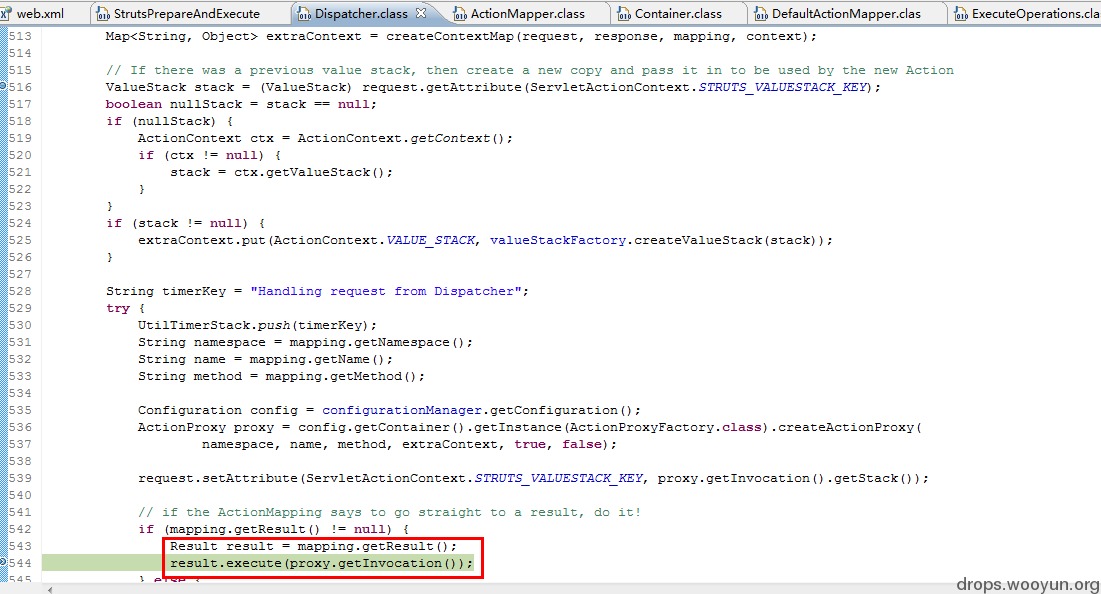 web.xml StrutsPrepareAndExecute Dispatcher.class ActionMapper.class Container.class DefaultActionMapper.clas ExecuteOperations.cla
513 Map<String, Object> extraContext = createContextMap(request, response, mapping, context);
514
515 // If there was a previous value stack, then create a new copy and pass it in to be used by the new Action
516 ValueStack stack = (ValueStack) request.getAttribute(ServletActionContext.STRUTS_VALUESTACK_KEY);
517 boolean nullStack = stack == null;
518 if (nullStack) {
519 ActionContext ctx = ActionContext.getContext();
520 if (ctx != null) {
521 stack = ctx.getValueStack();
522 }
523 }
524 if (stack != null) {
525 extraContext.put(ActionContext.VALUE_STACK, valueStackFactory.createValueStack(stack));
526 }
527
528 String timerKey = "Handling request from Dispatcher";
529 try {
530 UtilTimerStack.push(timerKey);
531 String namespace = mapping.getNamespace();
532 String name = mapping.getName();
533 String method = mapping.getMethod();
534
535 Configuration config = configurationManager.getConfiguration();
536 ActionProxy proxy = config.getContainer().getInstance(ActionProxyFactory.class).createActionProxy(
537 namespace, name, method, extraContext, true, false);
538
539 request.setAttribute(ServletActionContext.STRUTS_VALUESTACK_KEY, proxy.getInvocation().getStack());
540
541 // if the ActionMapping says to go straight to a result, do it!
542 if (mapping.getResult() != null) {
543 Result result = mapping.getResult();
544 result.execute(proxy.getInvocation());
545 } else {
drops.wooyun.org